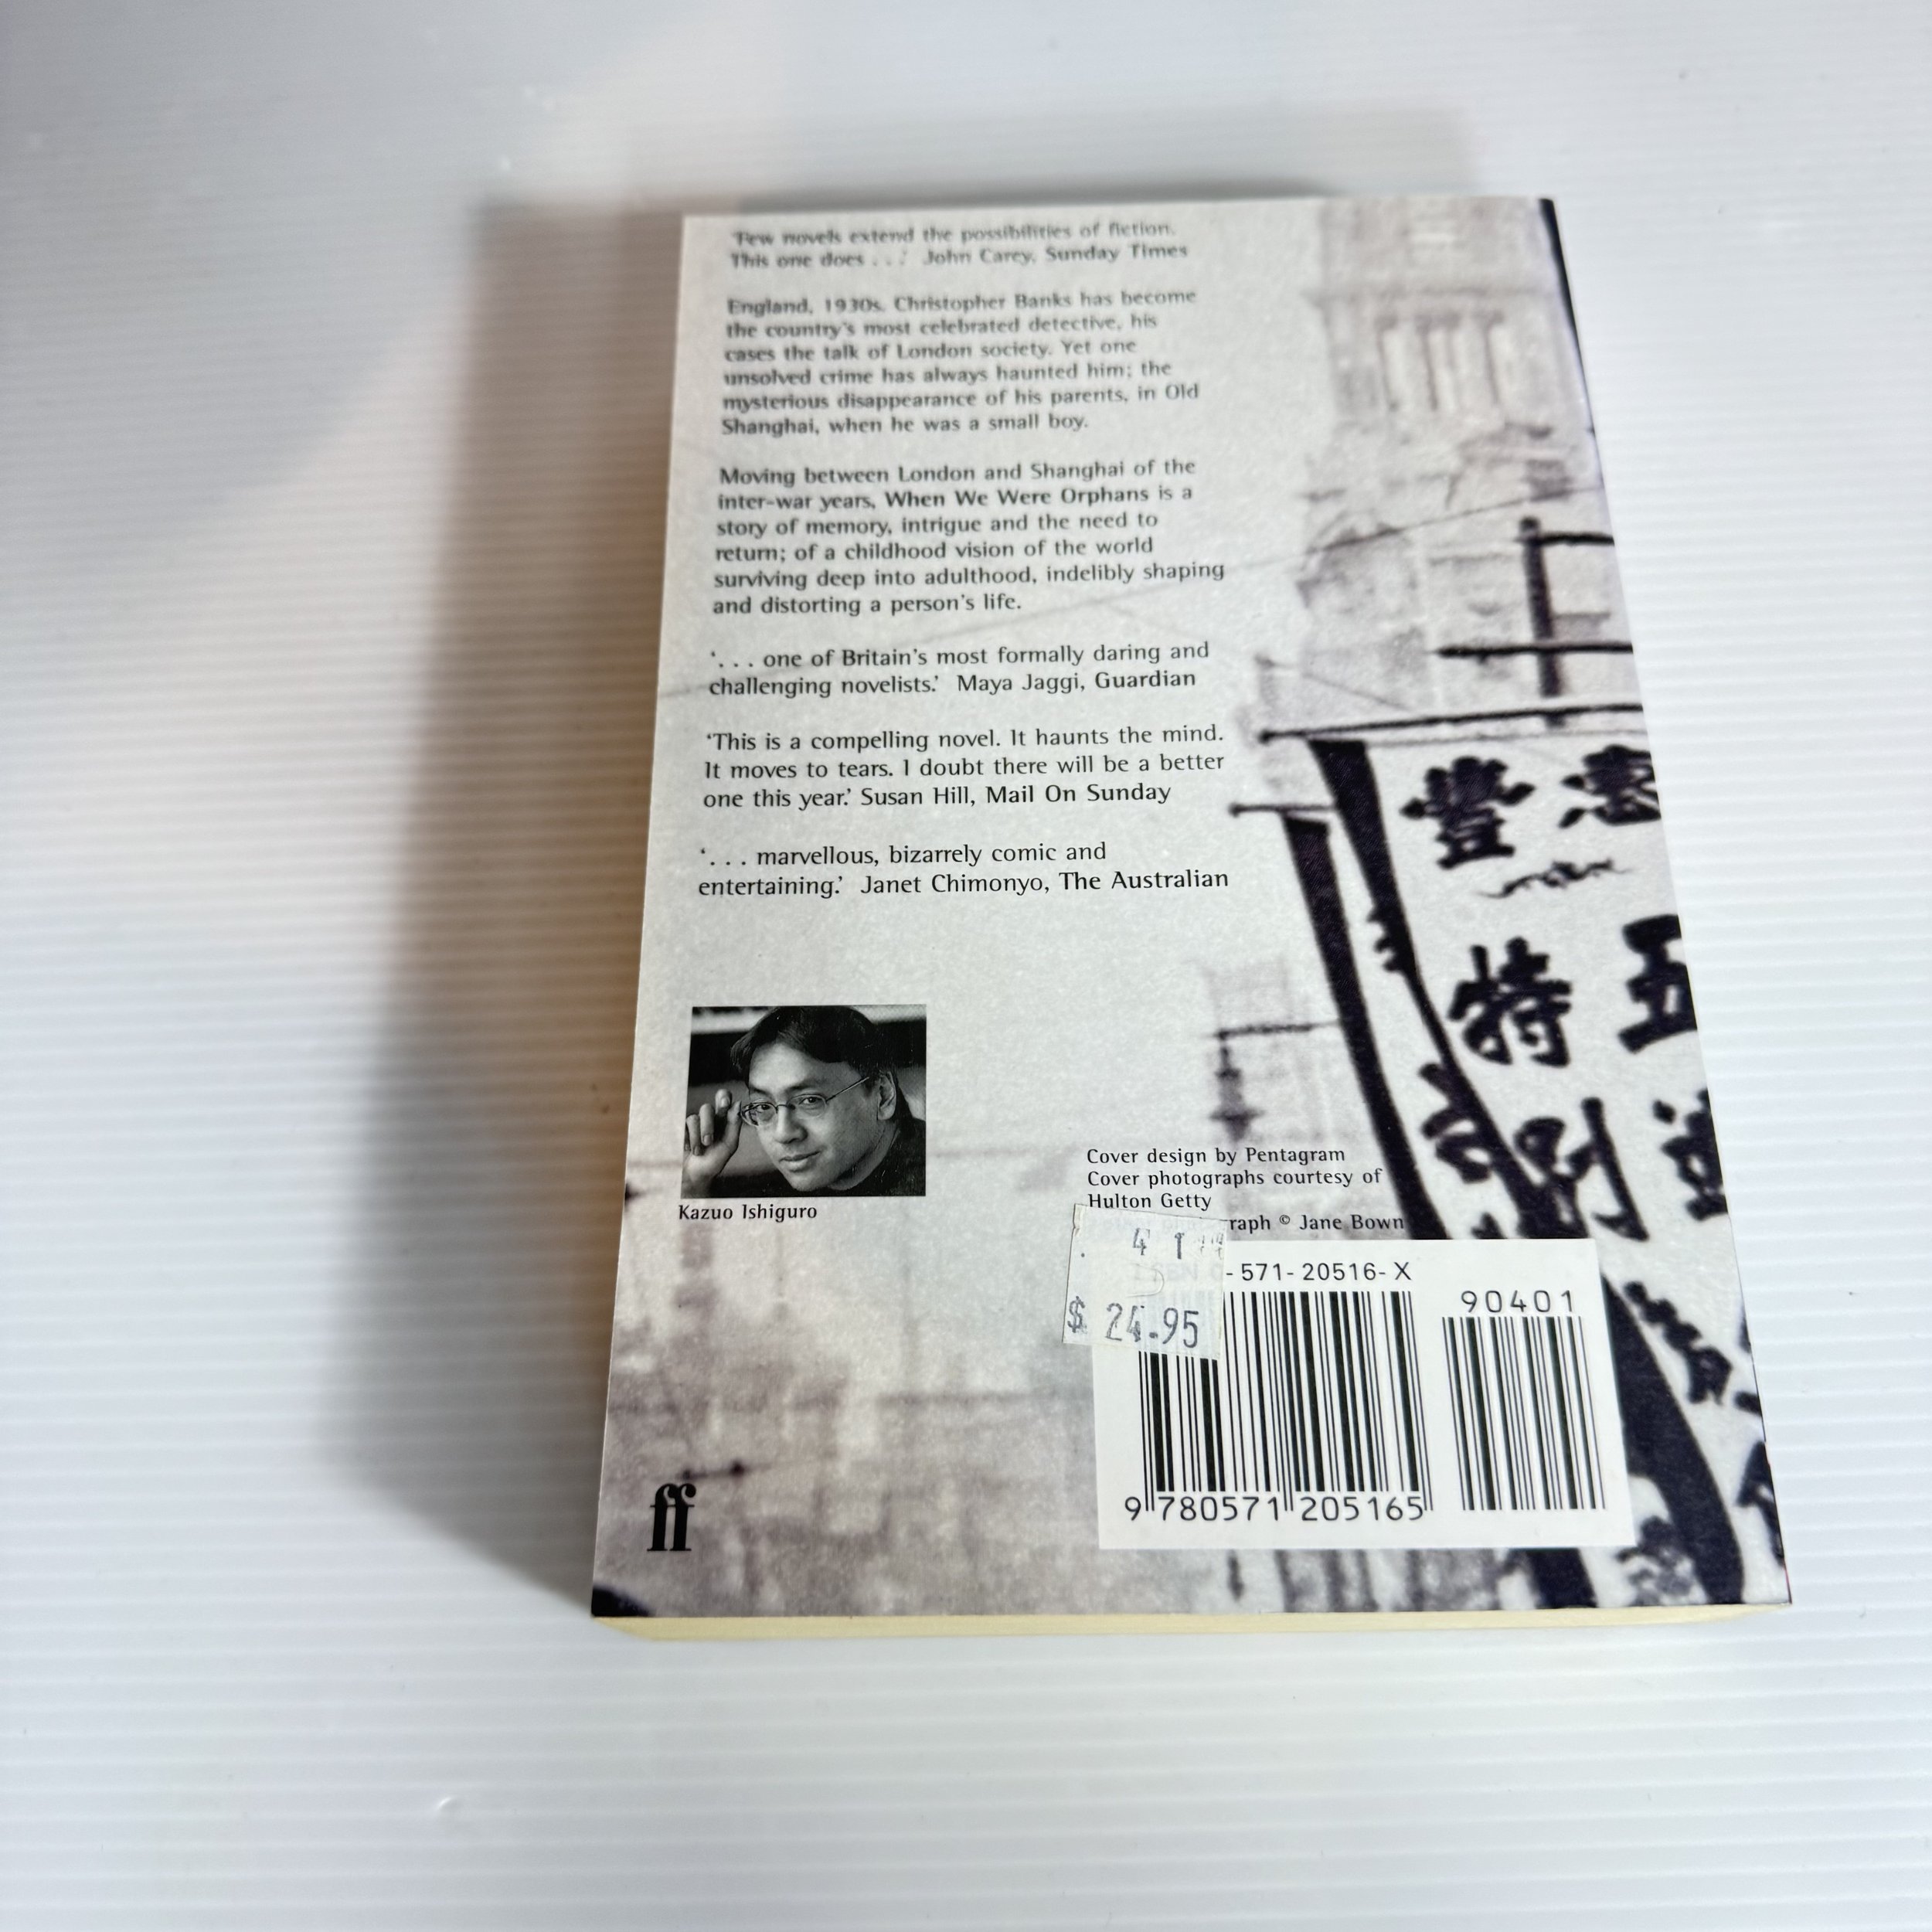 'Few novels extend the possibilities of fiction.
This one does . . .' John Carey, Sunday Times
England, 1930s. Christopher Banks has become
the country's most celebrated detective, his
cases the talk of London society. Yet one
unsolved crime has always haunted him; the
mysterious disappearance of his parents, in Old
Shanghai, when he was a small boy.
Moving between London and Shanghai of the
inter-war years, When We Were Orphans is a
story of memory, intrigue and the need to
return; of a childhood vision of the world
surviving deep into adulthood, indelibly shaping
and distorting a person's life.
'. . . one of Britain's most formally daring and
challenging novelists.' Maya Jaggi, Guardian
'This is a compelling novel. It haunts the mind.
It moves to tears. I doubt there will be a better
one this year.' Susan Hill, Mail On Sunday
'. . . marvellous, bizarrely comic and
entertaining.' Janet Chimonyo, The Australian
豐
特
五
別
Kazuo Ishiguro
Cover design by Pentagram
Cover photographs courtesy of
Hulton Getty
raph © Jane Bown
-571-20516-X
$ 24.95
90401
9 780571 205165
ff